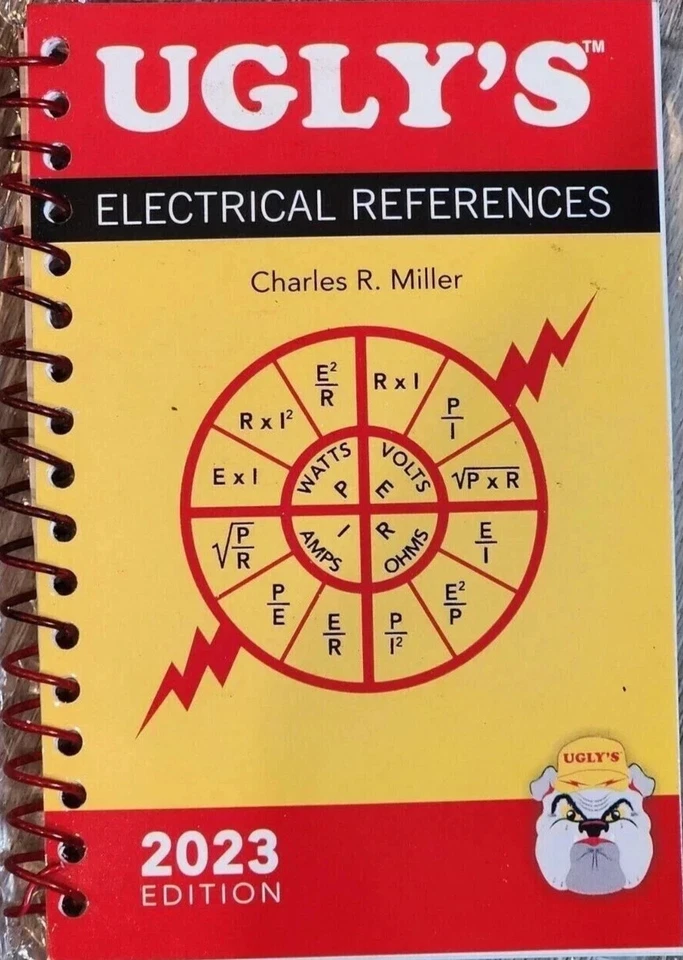 UGLY'S™
ELECTRICAL REFERENCES
Charles R. Miller
E²/R
R x I
R x I²
P/I
E x I
√P x R
WATTS
VOLTS
P
E
I
R
AMPS
OHMS
√P/R
E/I
P/E
E²/P
E/R
P/I²
UGLY'S
2023
EDITION